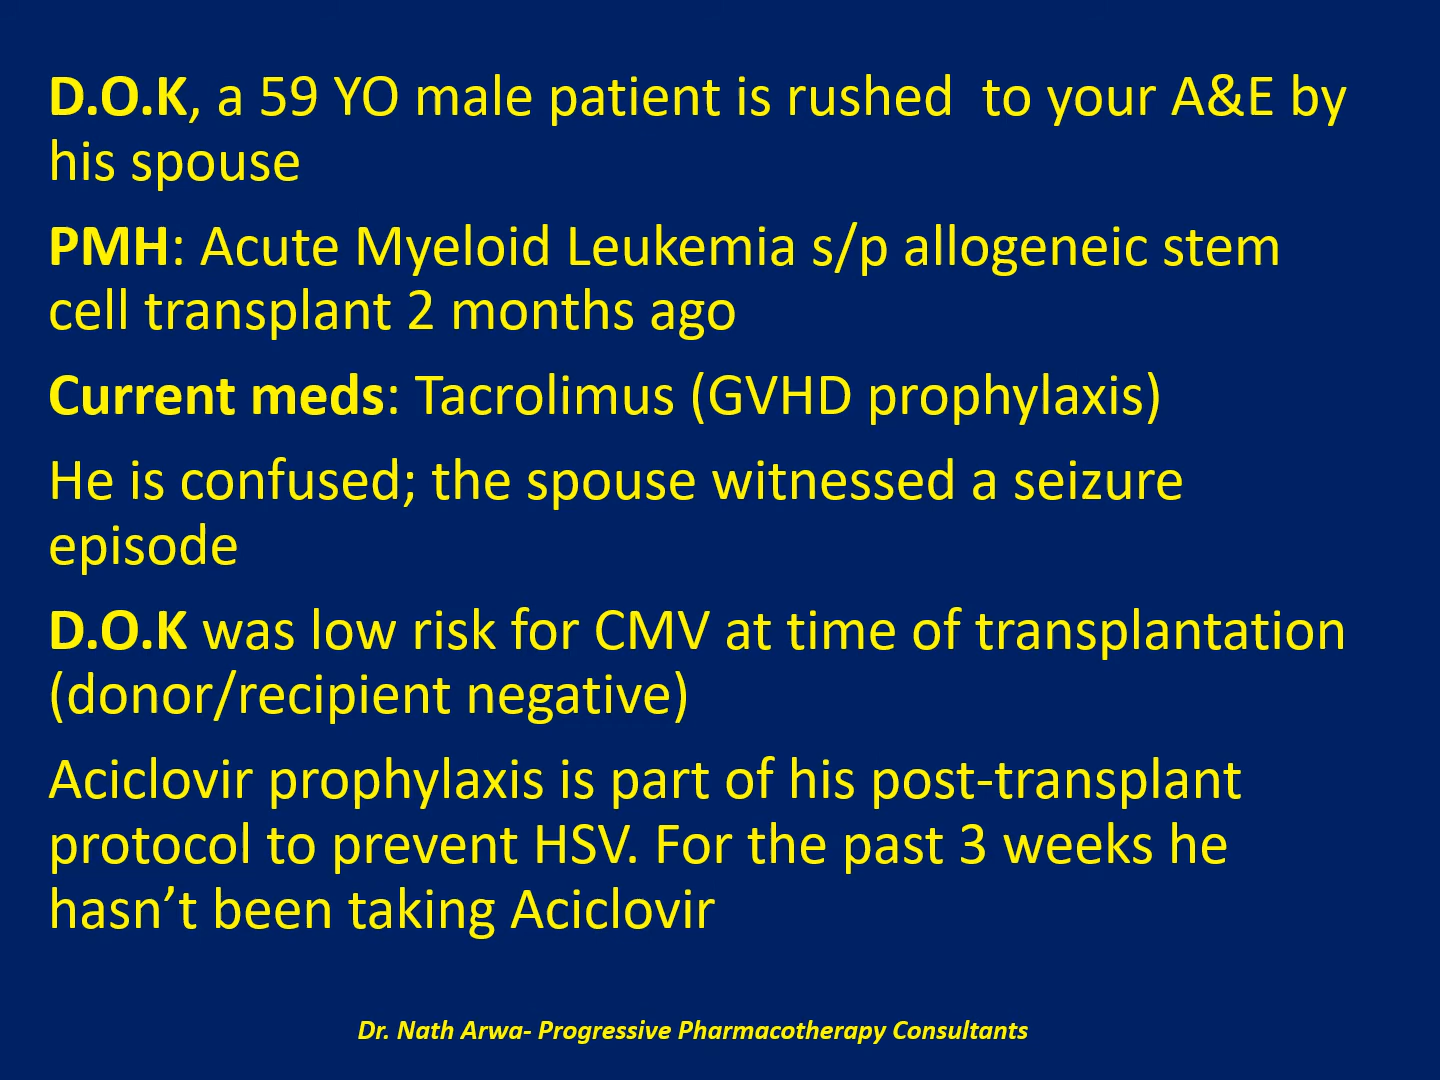 D.O.K, a 59 YO male patient is rushed  to your A&E by
his spouse
PMH: Acute Myeloid Leukemia s/p allogeneic stem
cell transplant 2 months ago
Current meds: Tacrolimus (GVHD prophylaxis)
He is confused; the spouse witnessed a seizure
episode
D.O.K was low risk for CMV at time of transplantation
(donor/recipient negative)
Aciclovir prophylaxis is part of his post-transplant
protocol to prevent HSV. For the past 3 weeks he
hasn’t been taking Aciclovir
Dr. Nath Arwa- Progressive Pharmacotherapy Consultants